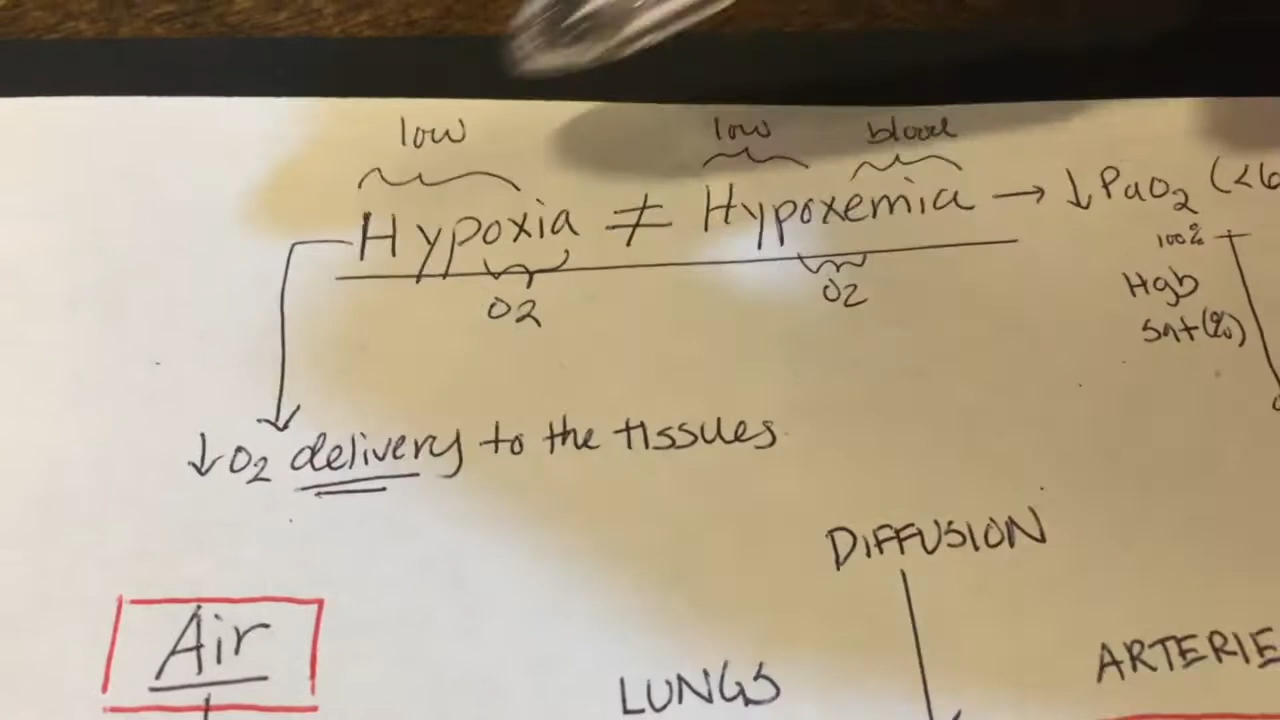 low low blood
Hypoxia ≠ Hypoxemia → ↓PaO2 (<6
O2 O2
100%
Hgb
Sat(%)
↓O2 delivery to the tissues
DIFFUSION
Air
LUNGS
ARTERIE